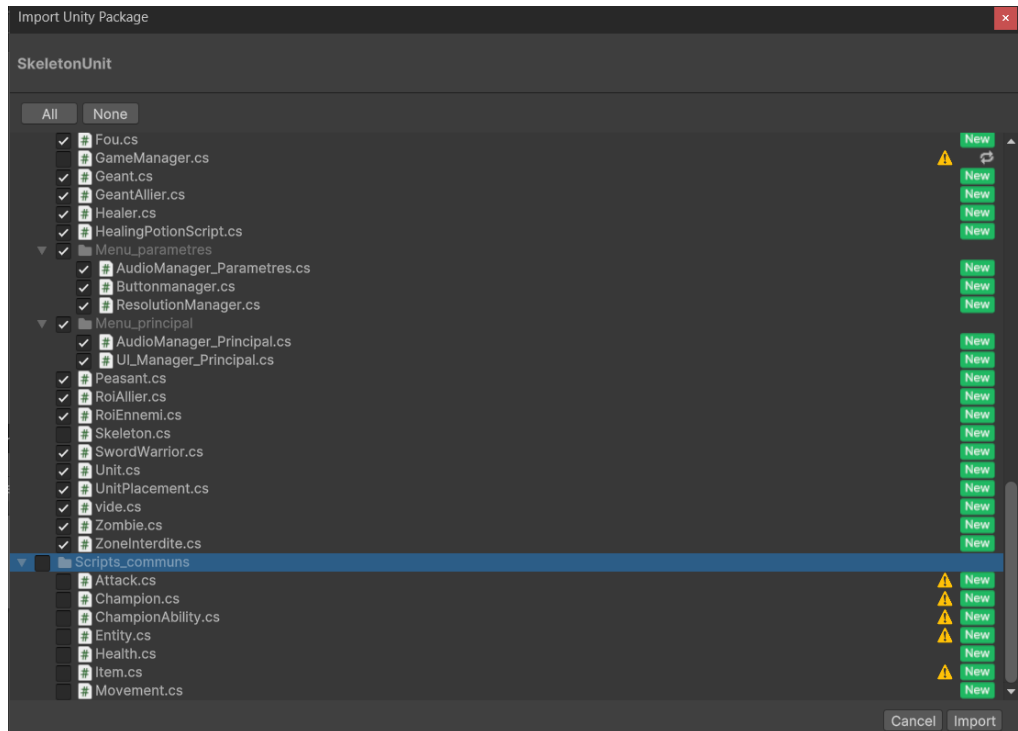 Import Unity Package
SkeletonUnit
All None
Fou.cs New
GameManager.cs
Geant.cs New
GeantAllier.cs New
Healer.cs New
HealingPotionScript.cs New
Menu_parametres
AudioManager_Parametres.cs New
Buttonmanager.cs New
ResolutionManager.cs New
Menu_principal
AudioManager_Principal.cs New
UI_Manager_Principal.cs New
Peasant.cs New
RoiAllier.cs New
RoiEnnemi.cs New
Skeleton.cs New
SwordWarrior.cs New
Unit.cs New
UnitPlacement.cs New
vide.cs New
Zombie.cs New
ZoneInterdite.cs New
Scripts_communs
Attack.cs New
Champion.cs New
ChampionAbility.cs New
Entity.cs New
Health.cs New
Item.cs New
Movement.cs New
Cancel Import